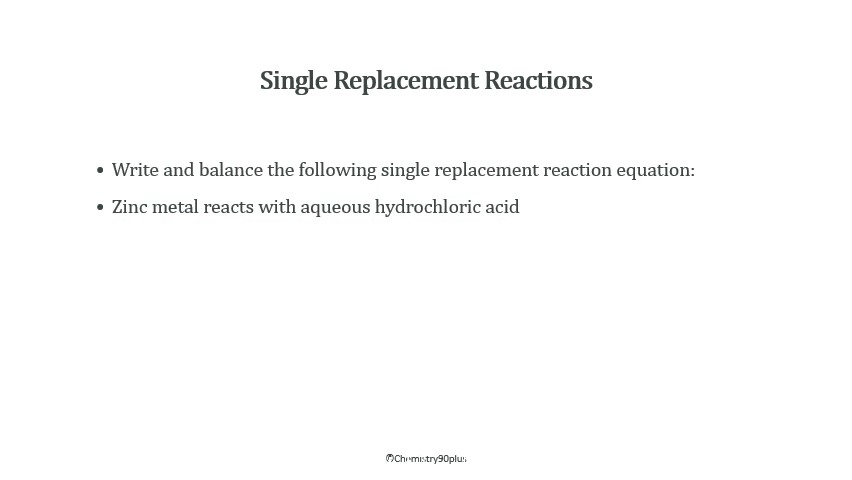 Single Replacement Reactions
• Write and balance the following single replacement reaction equation:
• Zinc metal reacts with aqueous hydrochloric acid
©Chemistry90plus